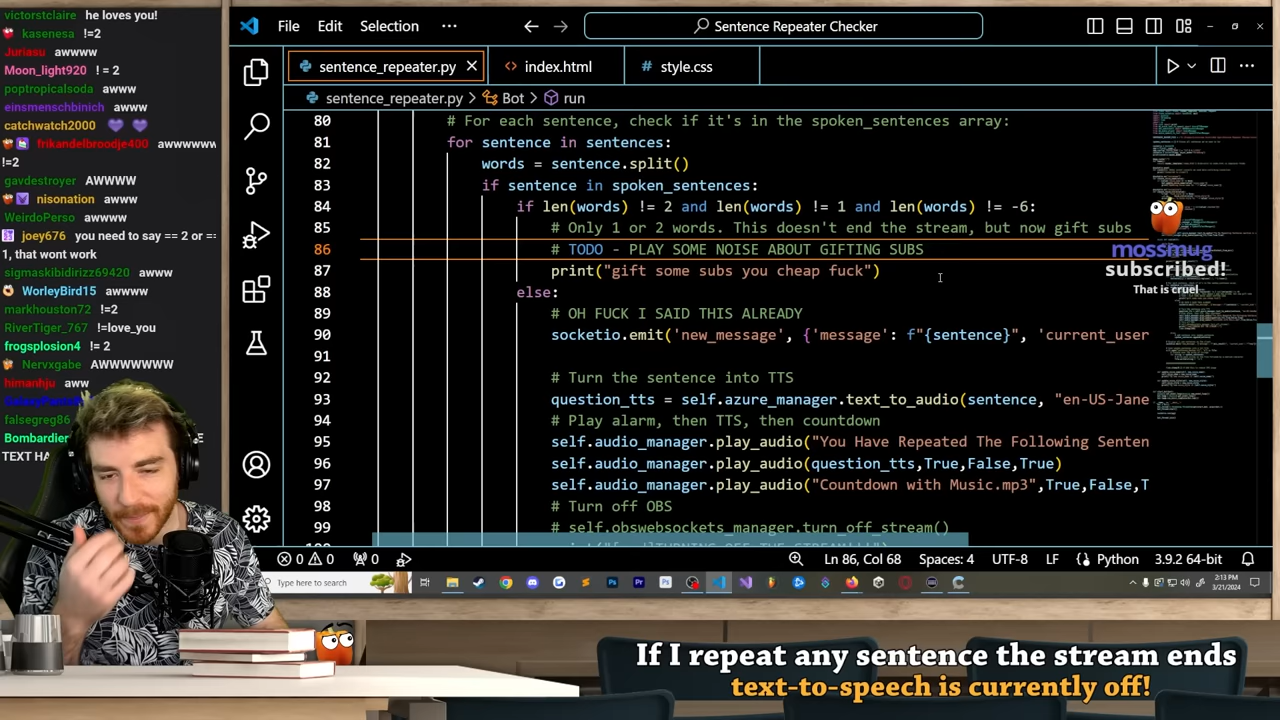 victorstclaire he loves you!
kasenesa !=2
Juriasu awwww
Moon_light920 ! = 2
poptropicalsoda awww
einsmenschbinich awww
catchwatch2000
frikandelbroodje400 awwwwww
!=2
gavdestroyer AWWWW
nisonation awww
WeirdoPerso awwww
joey676 you need to say == 2 or ==
1, that wont work
sigmaskibidirizz69420 awww
WorleyBird15 awwww
markhouston72 !=2
RiverTiger_767 !=love_you
frogsplosion4 != 2
Nervxgabe AWWWWWWW
himanhju aww
falsegreg86
Bombardier
TEXT HA
File Edit Selection ···
Sentence Repeater Checker
sentence_repeater.py
index.html
style.css
sentence_repeater.py > Bot > run
80 # For each sentence, check if it's in the spoken_sentences array:
81 for sentence in sentences:
82 words = sentence.split()
83 if sentence in spoken_sentences:
84 if len(words) != 2 and len(words) != 1 and len(words) != -6:
85 # Only 1 or 2 words. This doesn't end the stream, but now gift subs
86 # TODO - PLAY SOME NOISE ABOUT GIFTING SUBS
87 print("gift some subs you cheap fuck")
88 else:
89 # OH FUCK I SAID THIS ALREADY
90 socketio.emit('new_message', {'message': f"{sentence}", 'current_user
91
92 # Turn the sentence into TTS
93 question_tts = self.azure_manager.text_to_audio(sentence, "en-US-Jane
94 # Play alarm, then TTS, then countdown
95 self.audio_manager.play_audio("You Have Repeated The Following Senten
96 self.audio_manager.play_audio(question_tts,True,False,True)
97 self.audio_manager.play_audio("Countdown with Music.mp3",True,False,T
98 # Turn off OBS
99 # self.obswebsockets_manager.turn_off_stream()
mossmug
subscribed!
That is cruel
0 0 0
Ln 86, Col 68 Spaces: 4 UTF-8 LF Python 3.9.2 64-bit
Type here to search
2:13 PM
3/21/2024
If I repeat any sentence the stream ends
text-to-speech is currently off!